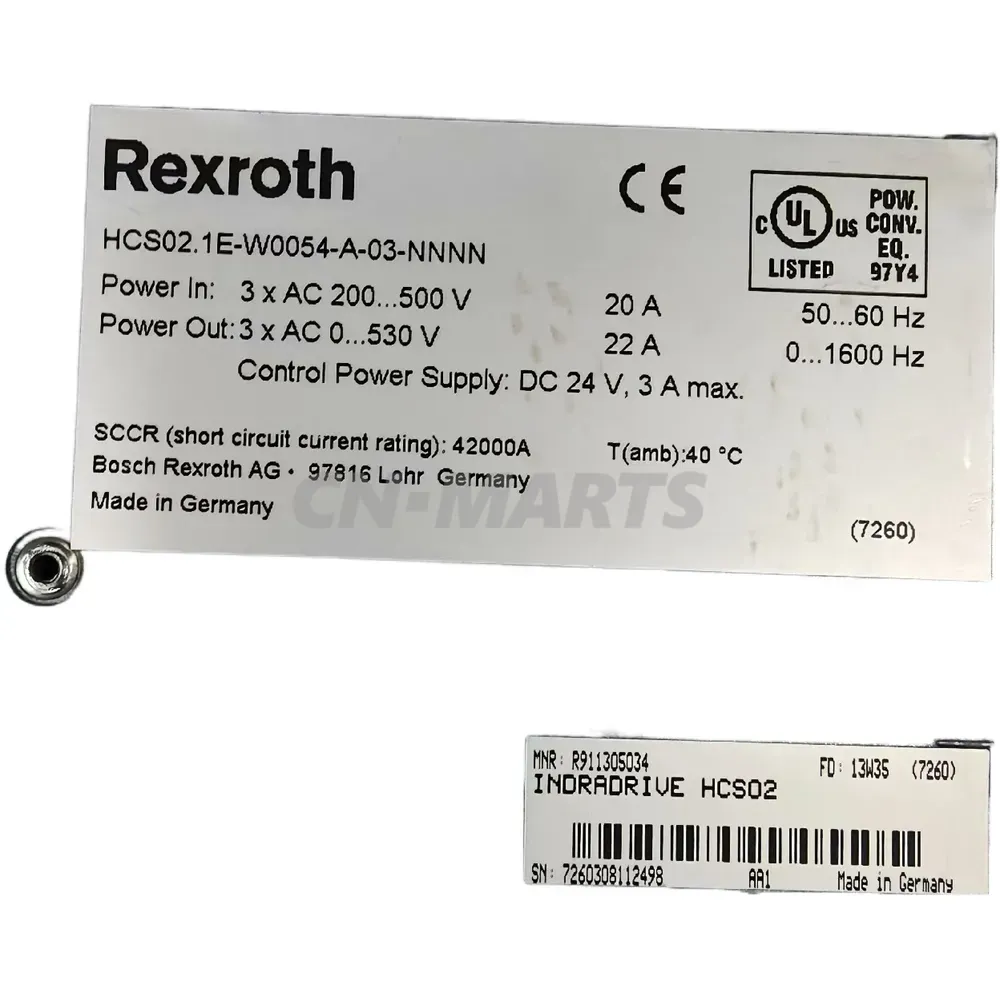 Rexroth
CE
C UL US LISTED
POW.
CONV.
EQ.
97Y4
HCS02.1E-W0054-A-03-NNNN
Power In: 3 x AC 200...500 V 20 A 50...60 Hz
Power Out: 3 x AC 0...530 V 22 A 0...1600 Hz
Control Power Supply: DC 24 V, 3 A max.
SCCR (short circuit current rating): 42000A T(amb):40 °C
Bosch Rexroth AG • 97816 Lohr Germany
Made in Germany
(7260)
CN-MARTS
MNR: R911305034 FD: 13W35 (7260)
INDRADRIVE HCS02
SN: 7260308112498 AA1 Made in Germany